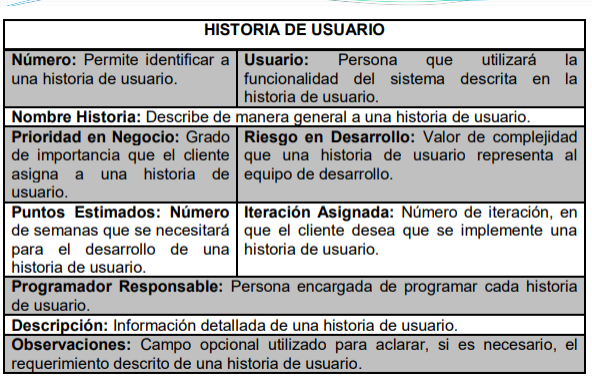 HISTORIA DE USUARIO
Número: Permite identificar a
una historia de usuario.
Usuario: Persona que utilizará la
funcionalidad del sistema descrita en la
historia de usuario.
Nombre Historia: Describe de manera general a una historia de usuario.
Prioridad en Negocio: Grado
de importancia que el cliente
asigna a una historia de
usuario.
Riesgo en Desarrollo: Valor de complejidad
que una historia de usuario representa al
equipo de desarrollo.
Puntos Estimados: Número
de semanas que se necesitará
para el desarrollo de una
historia de usuario.
Iteración Asignada: Número de iteración, en
que el cliente desea que se implemente una
historia de usuario.
Programador Responsable: Persona encargada de programar cada historia
de usuario.
Descripción: Información detallada de una historia de usuario.
Observaciones: Campo opcional utilizado para aclarar, si es necesario, el
requerimiento descrito de una historia de usuario.